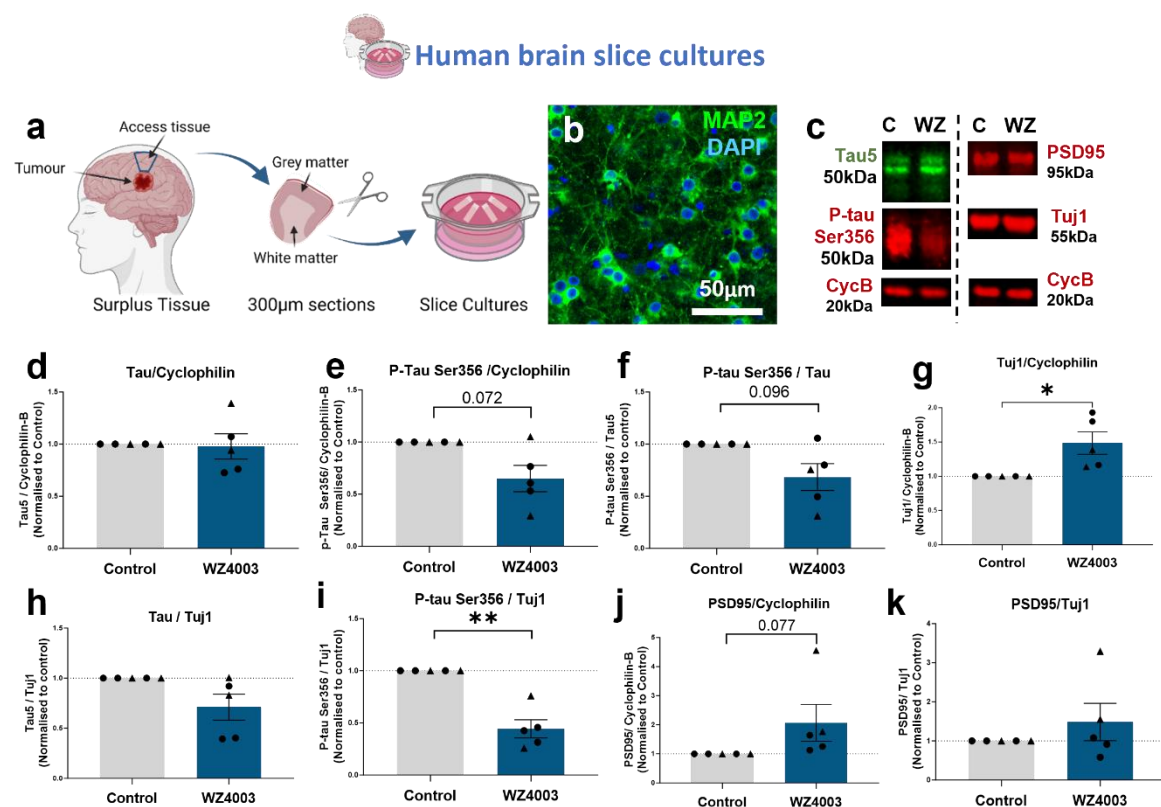 Human brain slice cultures
a
Access tissue
Tumour
Grey matter
White matter
Surplus Tissue
300µm sections
Slice Cultures
b
MAP2
DAPI
50µm
c
C WZ
C WZ
Tau5
50kDa
P-tau
Ser356
50kDa
CycB
20kDa
PSD95
95kDa
Tuj1
55kDa
CycB
20kDa
d
Tau/Cyclophilin
Tau5 / Cyclophilin-B
(Normalised to Control)
1.5
1.0
0.5
0.0
Control
WZ4003
e
P-Tau Ser356 /Cyclophilin
0.072
p-Tau Ser356/ Cyclophilin-B
(Normalised to Control)
1.5
1.0
0.5
0.0
Control
WZ4003
f
P-tau Ser356 / Tau
0.096
P-tau Ser356 / Tau5
(Normalised to Control)
1.5
1.0
0.5
0.0
Control
WZ4003
g
Tuj1/Cyclophilin
*
Tuj1/ Cyclophilin-B
(Normalised to Control)
2.0
1.5
1.0
0.5
0.0
Control
WZ4003
h
Tau / Tuj1
Tau5 / Tuj1
(Normalised to control)
1.5
1.0
0.5
0.0
Control
WZ4003
i
P-tau Ser356 / Tuj1
**
P-tau Ser356 / Tuj1
(Normalised to control)
1.5
1.0
0.5
0.0
Control
WZ4003
j
PSD95/Cyclophilin
0.077
PSD95/ Cyclophilin-B
(Normalised to Control)
5
4
3
2
1
0
Control
WZ4003
k
PSD95/Tuj1
PSD95/ Tuj1
(Normalised to Control)
4
3
2
1
0
Control
WZ4003